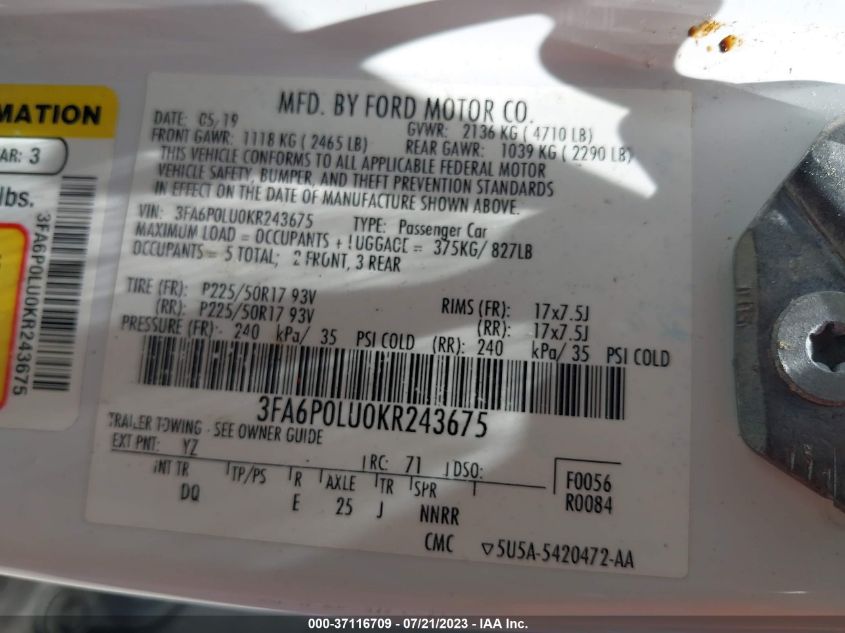 MATION
AR: 3
lbs.
3FA6P0LU0KR243675
MFD. BY FORD MOTOR CO.
DATE: 05/19 GVWR: 2136 KG ( 4710 LB)
FRONT GAWR: 1118 KG ( 2465 LB) REAR GAWR: 1039 KG ( 2290 LB)
THIS VEHICLE CONFORMS TO ALL APPLICABLE FEDERAL MOTOR
VEHICLE SAFETY, BUMPER, AND THEFT PREVENTION STANDARDS
IN EFFECT ON THE DATE OF MANUFACTURE SHOWN ABOVE.
VIN: 3FA6P0LU0KR243675 TYPE: Passenger Car
MAXIMUM LOAD = OCCUPANTS + LUGGAGE = 375KG/ 827LB
OCCUPANTS = 5 TOTAL; 2 FRONT, 3 REAR
TIRE (FR): P225/50R17 93V RIMS (FR): 17x7.5J
(RR): P225/50R17 93V (RR): 17x7.5J
PRESSURE (FR): 240 kPa/ 35 PSI COLD (RR): 240 kPa/ 35 PSI COLD
3FA6P0LU0KR243675
TRAILER TOWING - SEE OWNER GUIDE
EXT PNT: YZ RC: 71 DSO: F0056
INT TR TP/PS R AXLE TR SPR R0084
DQ E 25 J NNRR
CMC ▽5U5A-5420472-AA
000-37116709 / 07/21/2023 - IAA Inc.